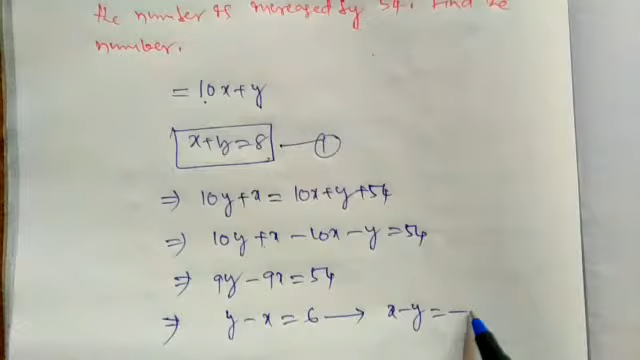 the number is increased by 54. Find the
number.
= 10x+y
x+y=8 — ①
⇒ 10y+x = 10x+y+54
⇒ 10y+x-10x-y=54
⇒ 9y-9x=54
⇒ y-x=6 → x-y=-